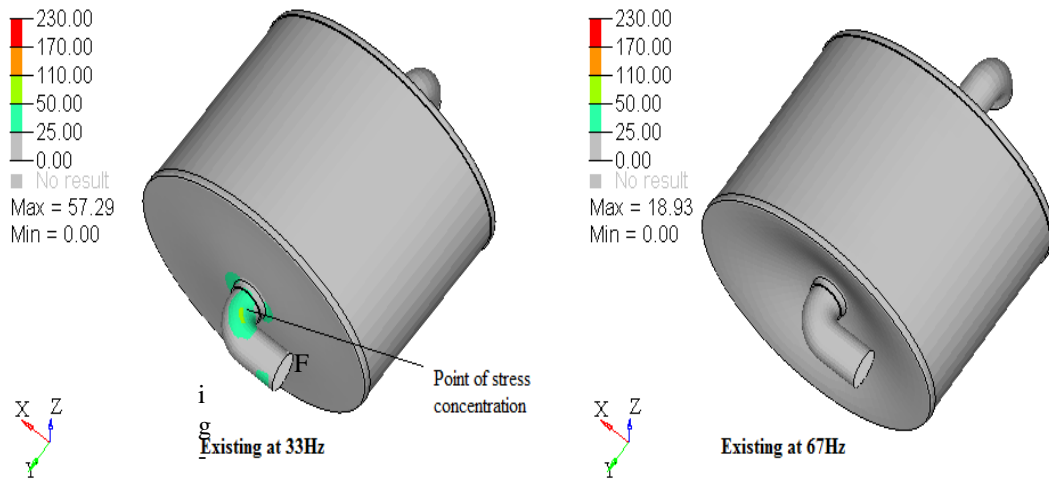 230.00
170.00
110.00
50.00
25.00
0.00
No result
Max = 57.29
Min = 0.00
F
i
g
Point of stress
concentration
X
Z
Y
Existing at 33Hz
230.00
170.00
110.00
50.00
25.00
0.00
No result
Max = 18.93
Min = 0.00
X
Z
Y
Existing at 67Hz